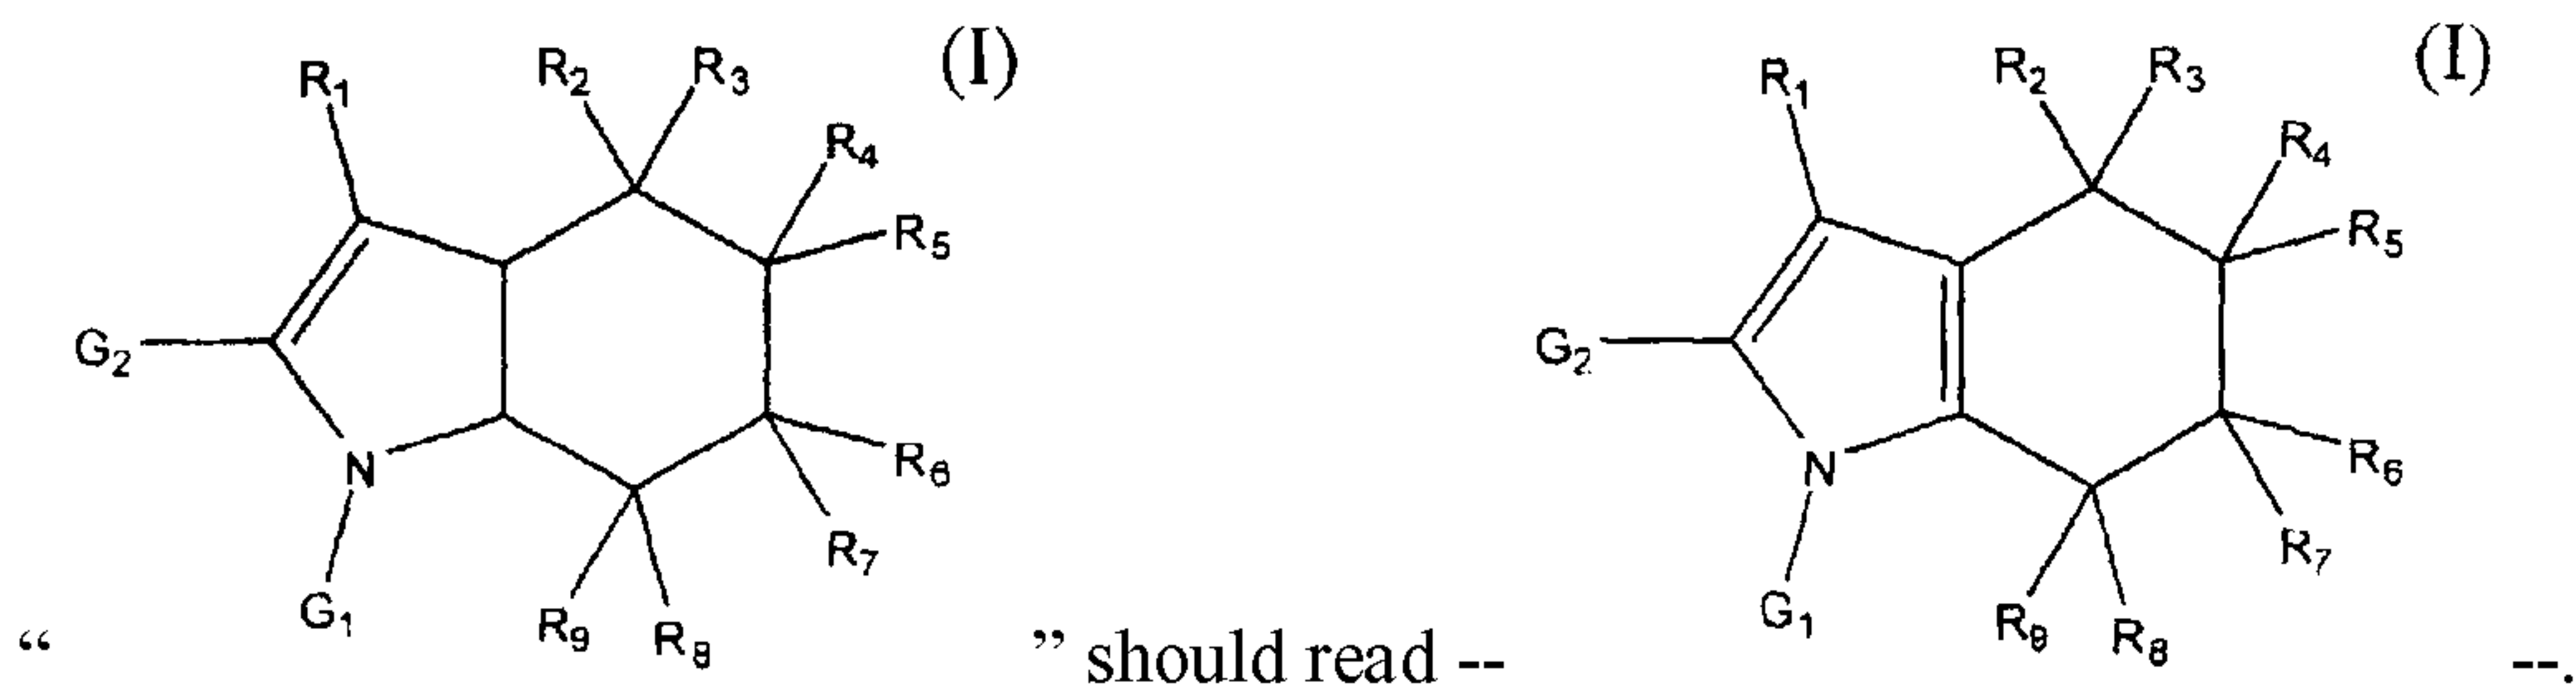 (I) (I)
R1 R2 R3 R1 R2 R3
R4 R4
R5 R5
G2 G2
N R6 N R6
R7 R7
G1 R9 R8 G1 R9 R8
“ ” should read -- --.